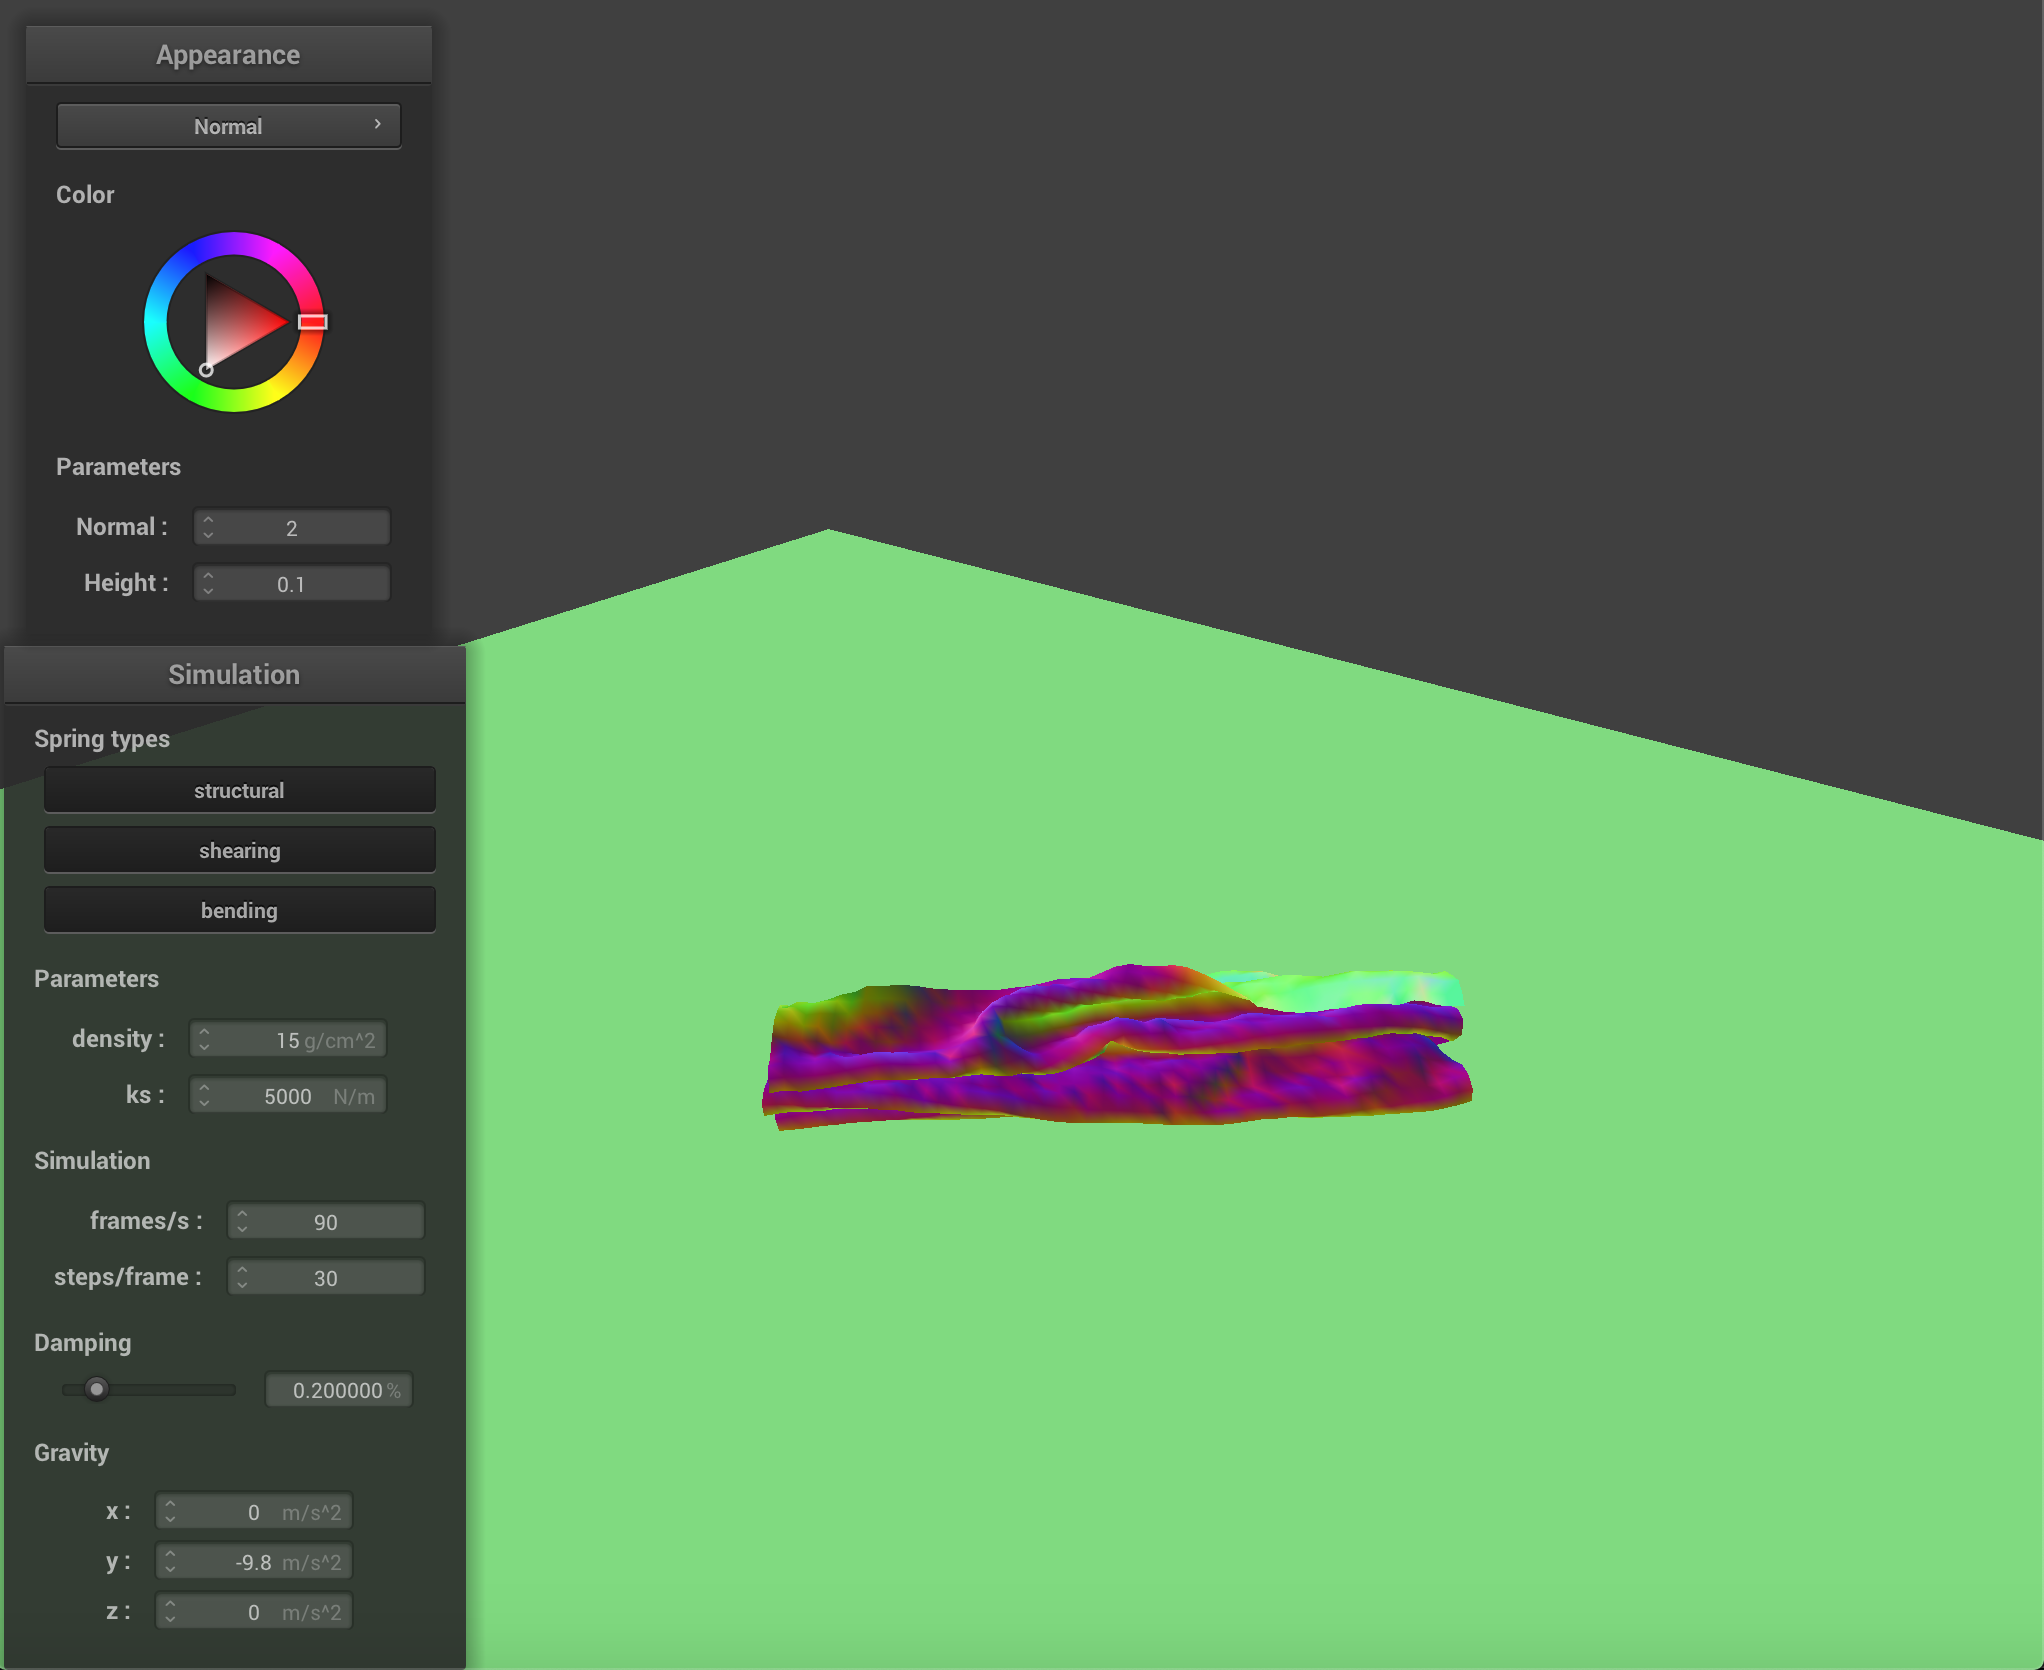 Appearance
Normal
Color
Parameters
Normal : 2
Height : 0.1
Simulation
Spring types
structural
shearing
bending
Parameters
density : 15 g/cm^2
ks : 5000 N/m
Simulation
frames/s : 90
steps/frame : 30
Damping
0.200000 %
Gravity
x : 0 m/s^2
y : -9.8 m/s^2
z : 0 m/s^2